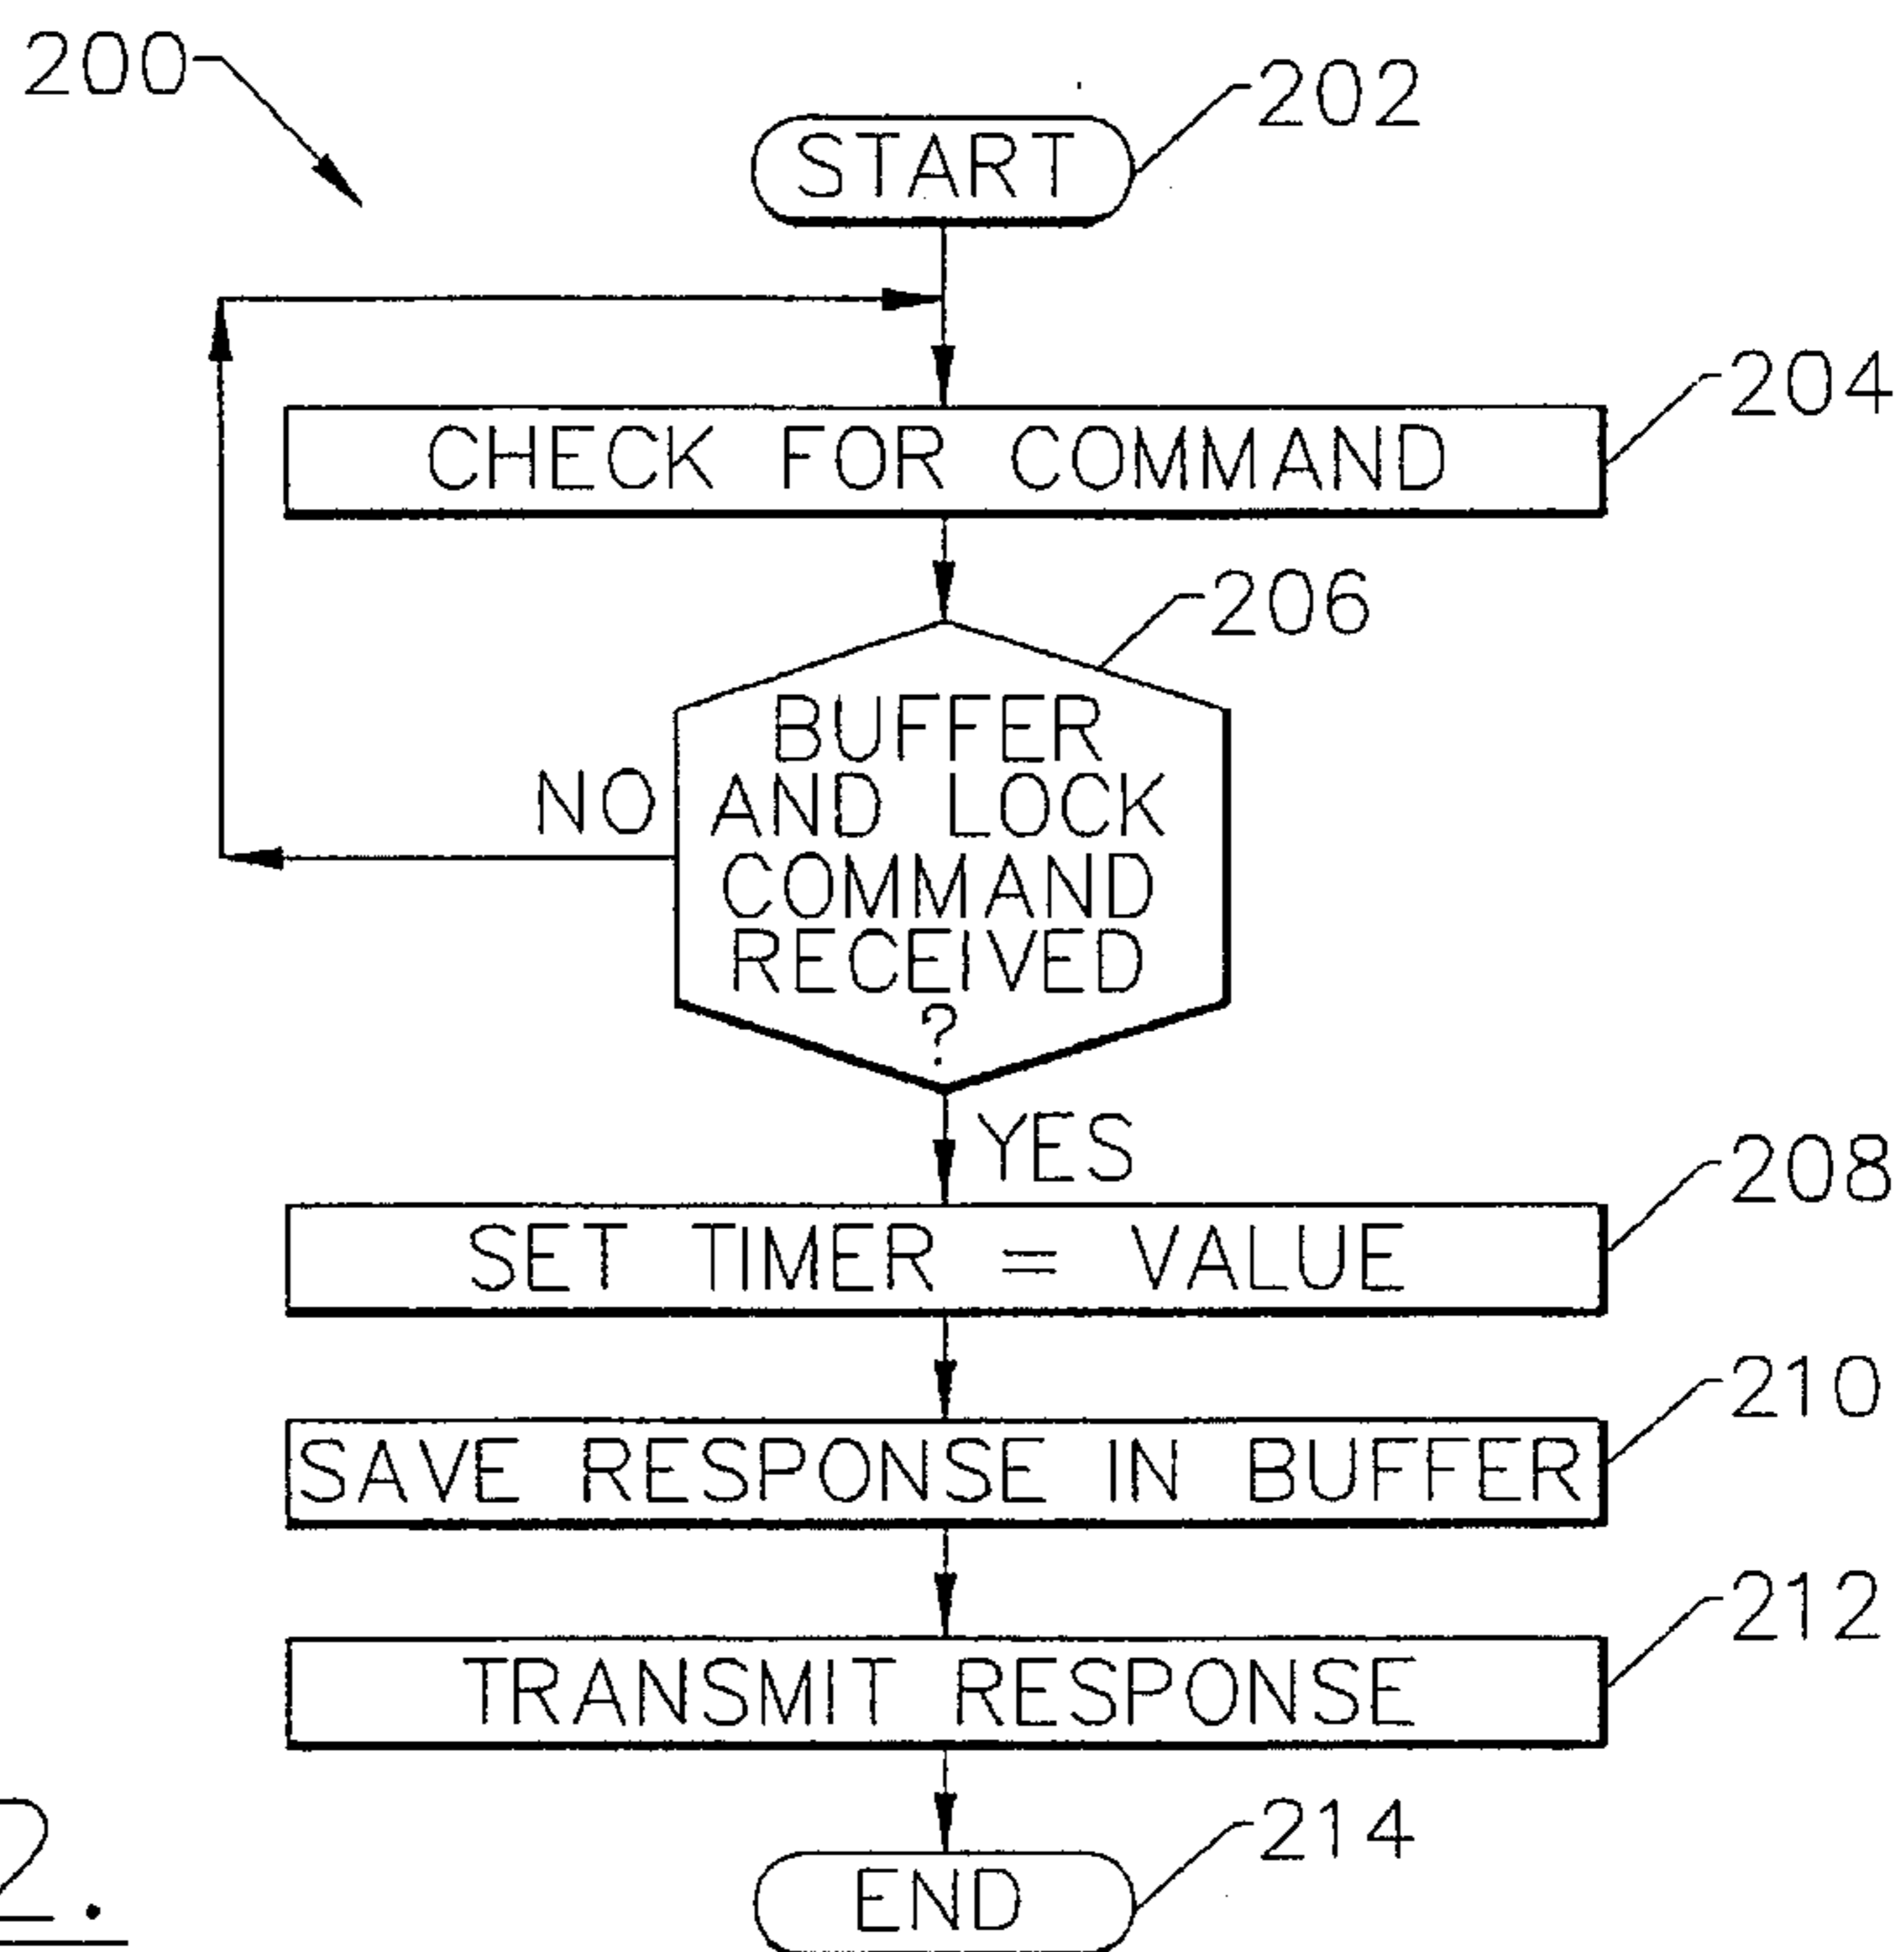 200
202
START
204
CHECK FOR COMMAND
206
BUFFER
AND LOCK
COMMAND
RECEIVED
?
NO
YES
208
SET TIMER = VALUE
210
SAVE RESPONSE IN BUFFER
212
TRANSMIT RESPONSE
214
END
2.